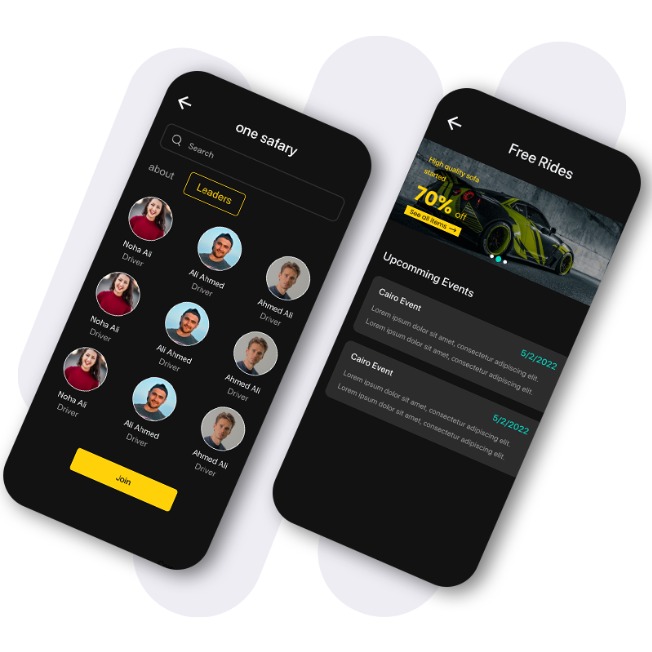 one safary
Search
about
Leaders
Noha Ali
Driver
Ali Ahmed
Driver
Ahmed Ali
Driver
Noha Ali
Driver
Ali Ahmed
Driver
Ahmed Ali
Driver
Noha Ali
Driver
Ali Ahmed
Driver
Ahmed Ali
Driver
Join
Free Rides
High quality sofa
started
70% off
See all items →
Upcomming Events
Cairo Event
Lorem ipsum dolor sit amet, consectetur adipiscing elit.
Lorem ipsum dolor sit amet, consectetur adipiscing elit.
5/2/2022
Cairo Event
Lorem ipsum dolor sit amet, consectetur adipiscing elit.
Lorem ipsum dolor sit amet, consectetur adipiscing elit.
5/2/2022